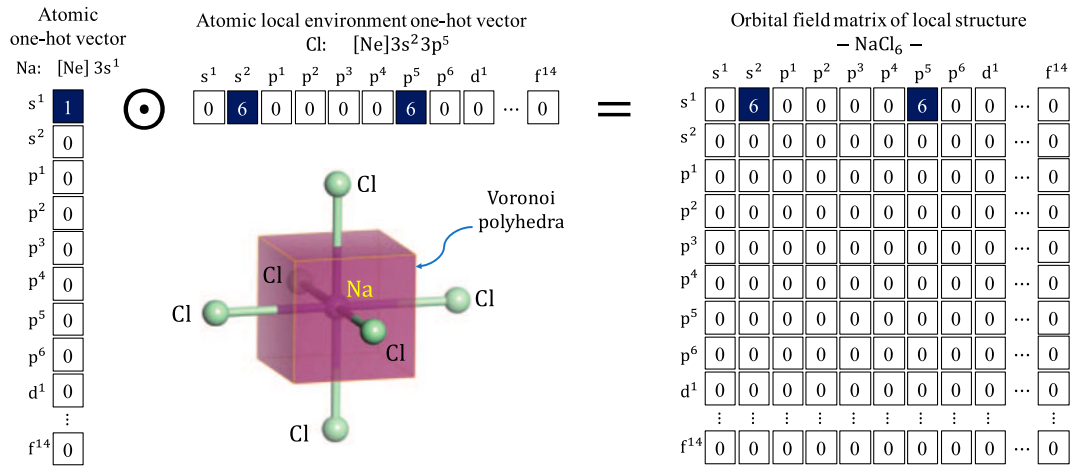 Atomic
one-hot vector
Na: [Ne] 3s¹
Atomic local environment one-hot vector
Cl: [Ne]3s²3p⁵
Orbital field matrix of local structure
– NaCl₆ –
s¹ 1
s² 0
p¹ 0
p² 0
p³ 0
p⁴ 0
p⁵ 0
p⁶ 0
d¹ 0
⋮
f¹⁴ 0
⊙
s¹ s² p¹ p² p³ p⁴ p⁵ p⁶ d¹ f¹⁴
0 6 0 0 0 0 6 0 0 ⋯ 0
=
Cl
Voronoi
polyhedra
Cl
Na
Cl
Cl
Cl
Cl
s¹ s² p¹ p² p³ p⁴ p⁵ p⁶ d¹ f¹⁴
s¹ 0 6 0 0 0 0 6 0 0 ⋯ 0
s² 0 0 0 0 0 0 0 0 0 ⋯ 0
p¹ 0 0 0 0 0 0 0 0 0 ⋯ 0
p² 0 0 0 0 0 0 0 0 0 ⋯ 0
p³ 0 0 0 0 0 0 0 0 0 ⋯ 0
p⁴ 0 0 0 0 0 0 0 0 0 ⋯ 0
p⁵ 0 0 0 0 0 0 0 0 0 ⋯ 0
p⁶ 0 0 0 0 0 0 0 0 0 ⋯ 0
d¹ 0 0 0 0 0 0 0 0 0 ⋯ 0
⋮ ⋮ ⋮ ⋮ ⋮ ⋮ ⋮ ⋮ ⋮ ⋮ ⋯ ⋮
f¹⁴ 0 0 0 0 0 0 0 0 0 ⋯ 0